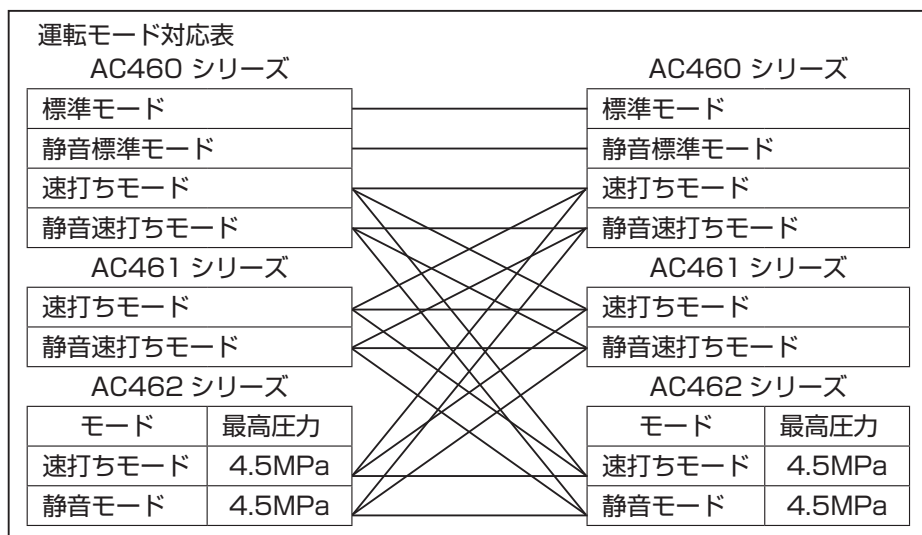 運転モード対応表
AC460 シリーズ AC460 シリーズ
標準モード 標準モード
静音標準モード 静音標準モード
速打ちモード 速打ちモード
静音速打ちモード 静音速打ちモード
AC461 シリーズ AC461 シリーズ
速打ちモード 速打ちモード
静音速打ちモード 静音速打ちモード
AC462 シリーズ AC462 シリーズ
モード 最高圧力 モード 最高圧力
速打ちモード 4.5MPa 速打ちモード 4.5MPa
静音モード 4.5MPa 静音モード 4.5MPa